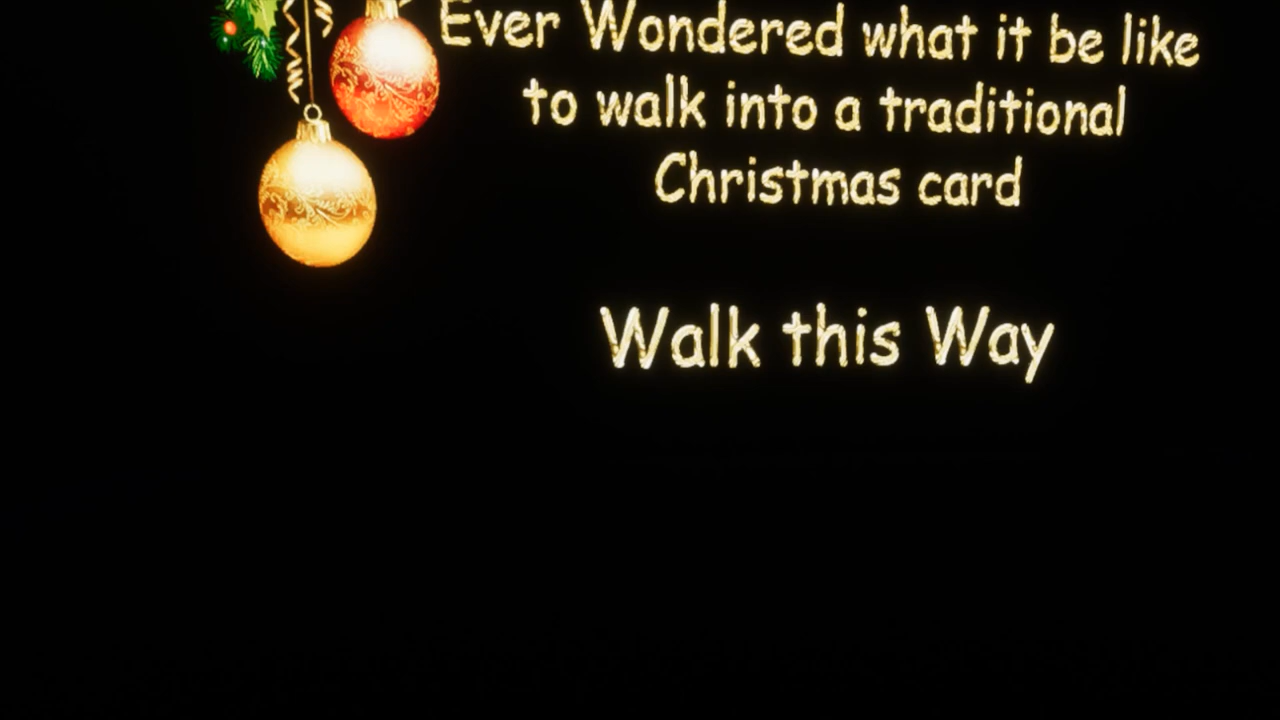 Ever Wondered what it be like
to walk into a traditional
Christmas card
Walk this Way